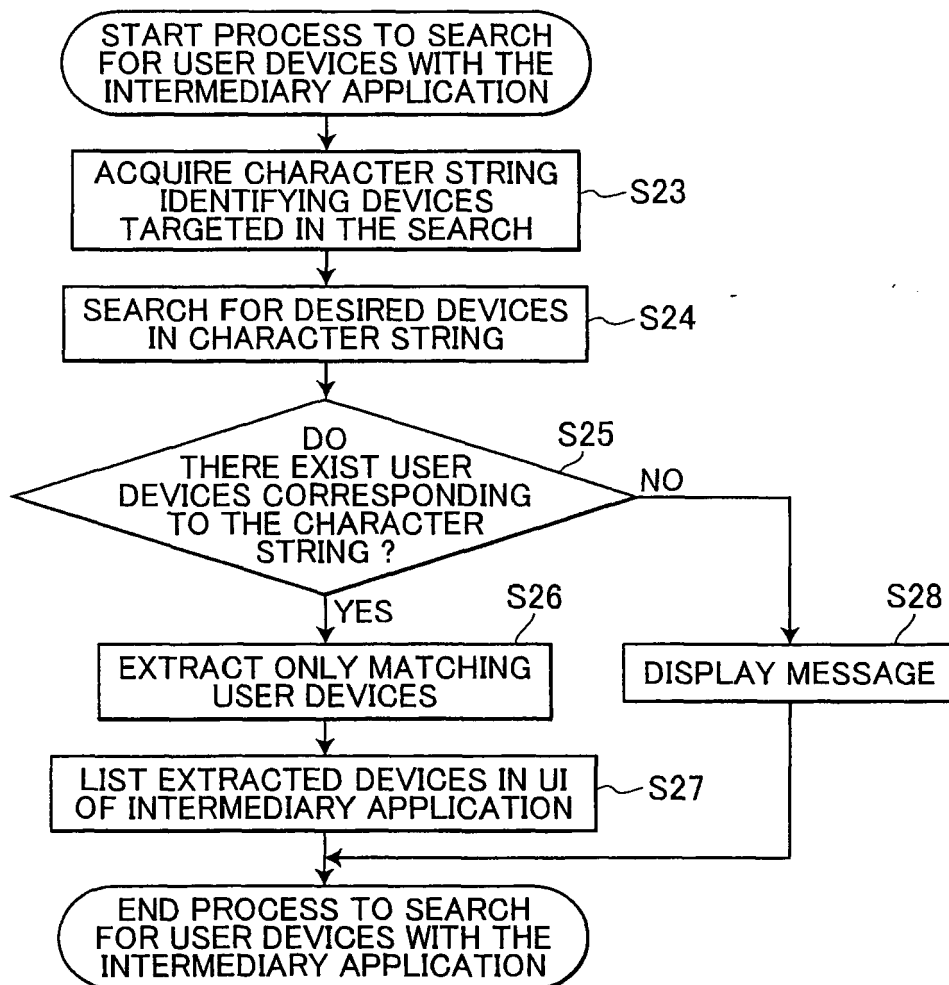 START PROCESS TO SEARCH
FOR USER DEVICES WITH THE
INTERMEDIARY APPLICATION
ACQUIRE CHARACTER STRING
IDENTIFYING DEVICES
TARGETED IN THE SEARCH
S23
SEARCH FOR DESIRED DEVICES
IN CHARACTER STRING
S24
DO
THERE EXIST USER
DEVICES CORRESPONDING
TO THE CHARACTER
STRING ?
S25
NO
YES
S26
EXTRACT ONLY MATCHING
USER DEVICES
S28
DISPLAY MESSAGE
LIST EXTRACTED DEVICES IN UI
OF INTERMEDIARY APPLICATION
S27
END PROCESS TO SEARCH
FOR USER DEVICES WITH THE
INTERMEDIARY APPLICATION